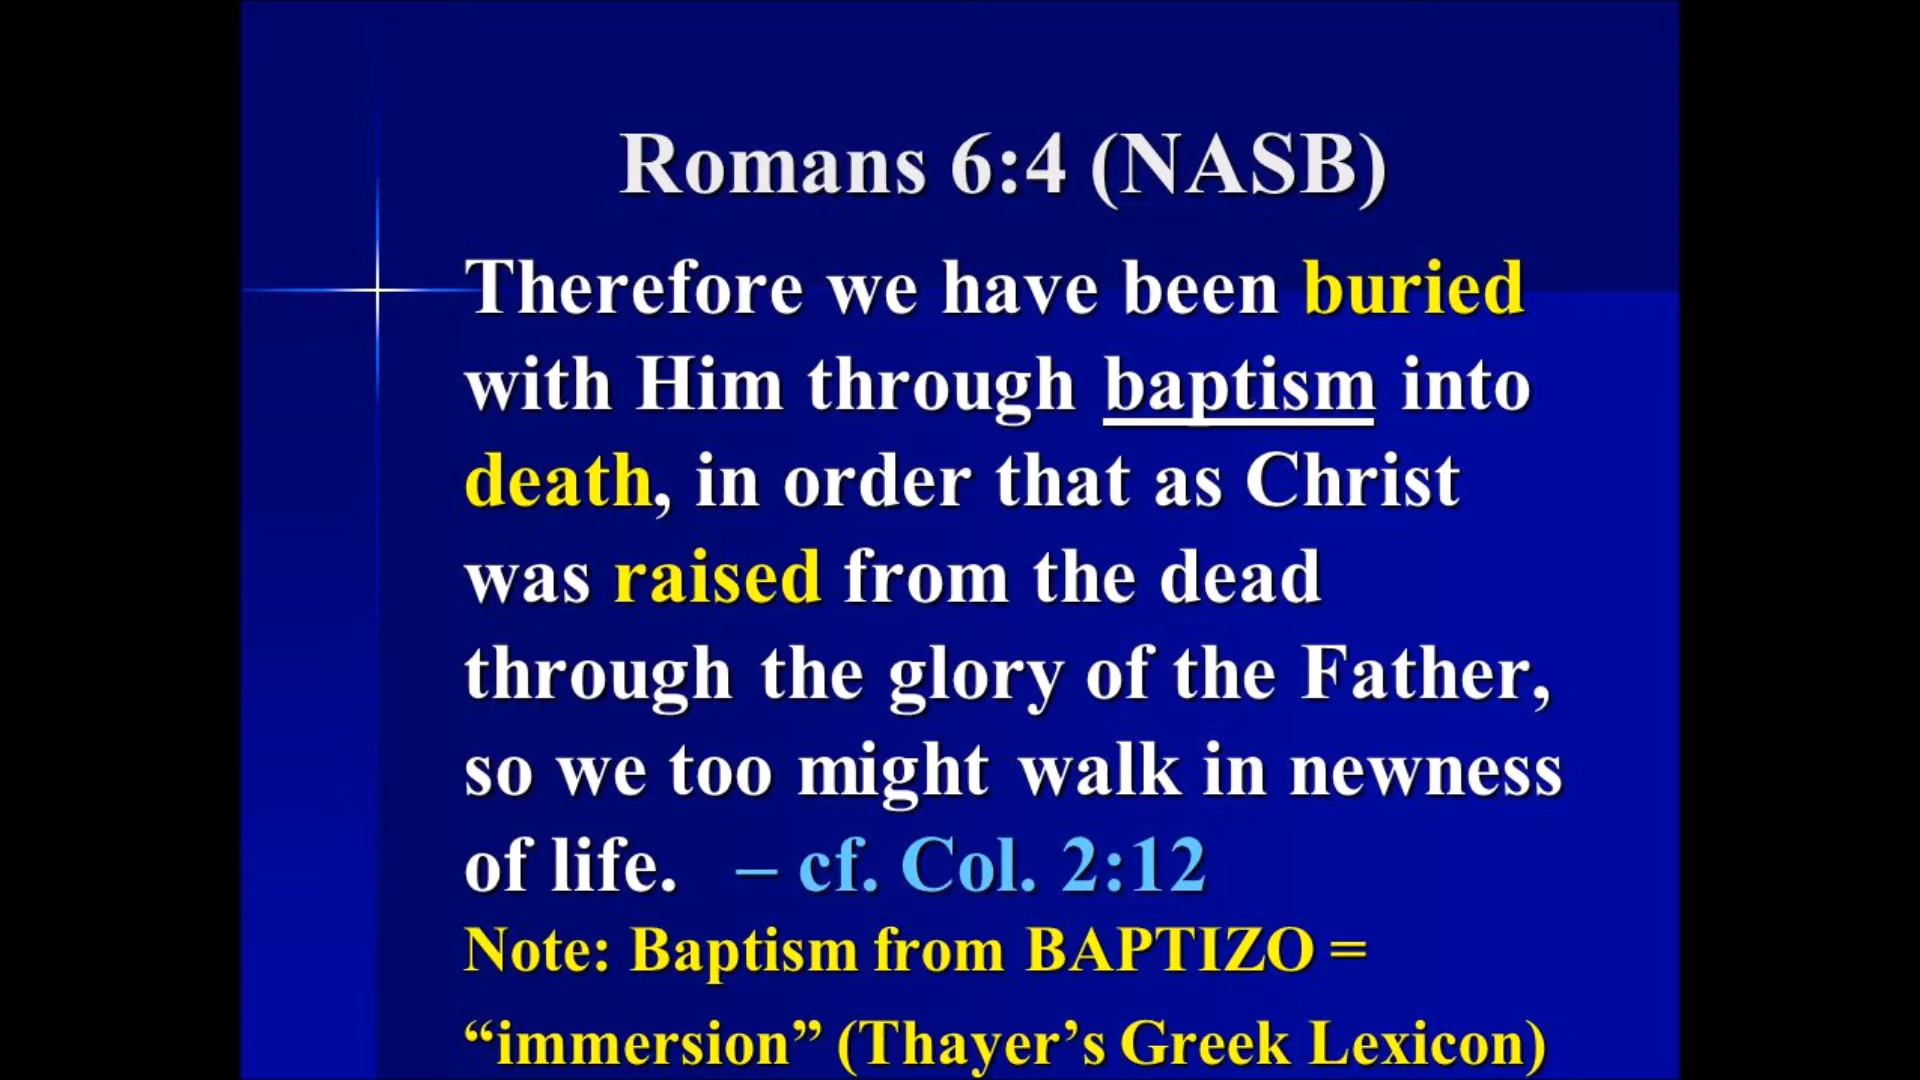 Romans 6:4 (NASB)
Therefore we have been buried
with Him through baptism into
death, in order that as Christ
was raised from the dead
through the glory of the Father,
so we too might walk in newness
of life. – cf. Col. 2:12
Note: Baptism from BAPTIZO =
“immersion” (Thayer’s Greek Lexicon)